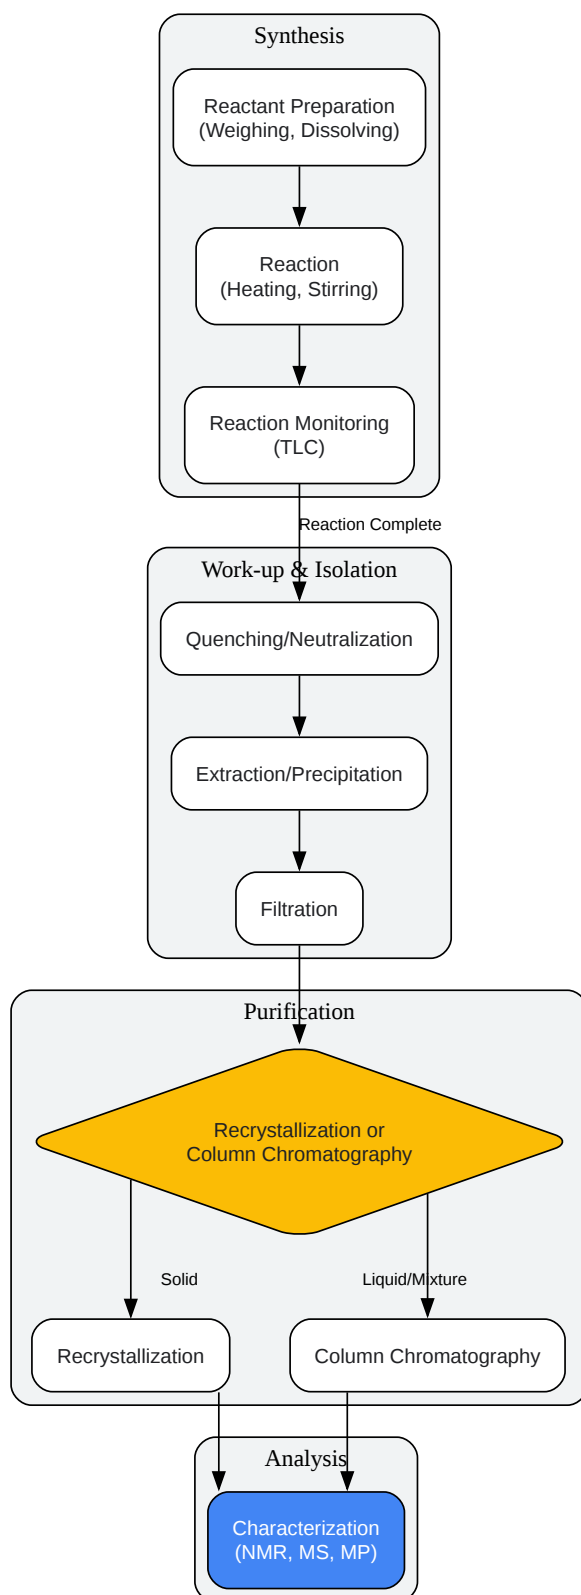 Synthesis
Reactant Preparation
(Weighing, Dissolving)
Reaction
(Heating, Stirring)
Reaction Monitoring
(TLC)
Reaction Complete
Work-up & Isolation
Quenching/Neutralization
Extraction/Precipitation
Filtration
Purification
Recrystallization or
Column Chromatography
Solid
Liquid/Mixture
Recrystallization
Column Chromatography
Analysis
Characterization
(NMR, MS, MP)